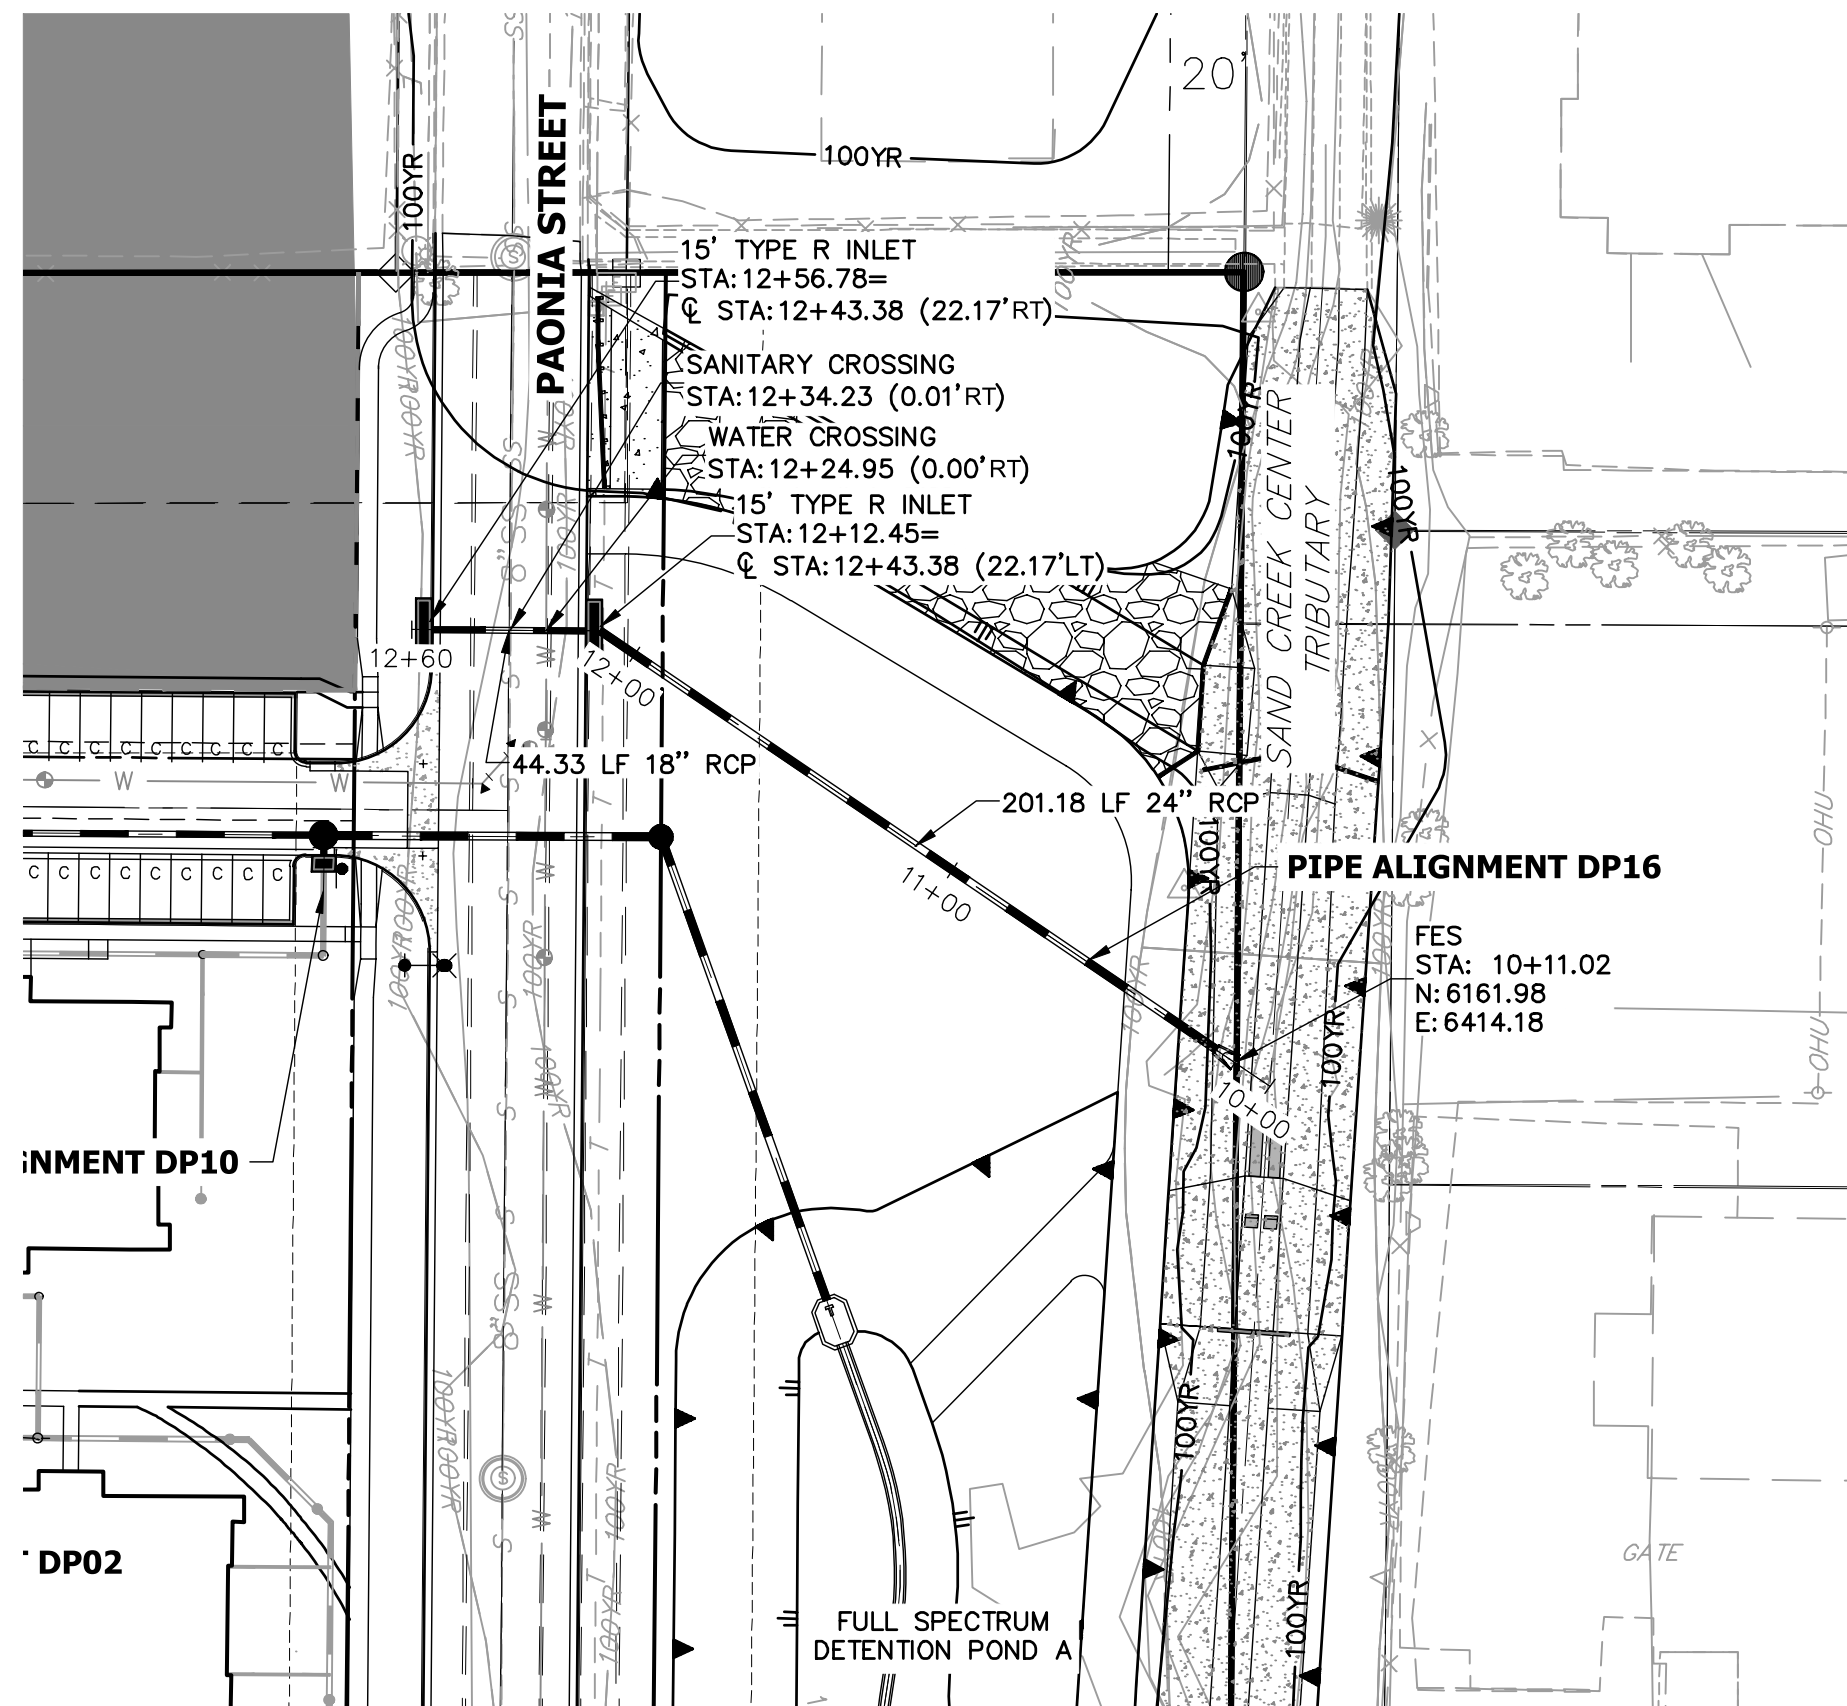 20'
PAONIA STREET
100YR
100YR
15' TYPE R INLET
STA:12+56.78=
℄ STA:12+43.38 (22.17'RT)
SANITARY CROSSING
STA:12+34.23 (0.01'RT)
WATER CROSSING
STA:12+24.95 (0.00'RT)
15' TYPE R INLET
STA:12+12.45=
℄ STA:12+43.38 (22.17'LT)
100YR
100YR
SAND CREEK CENTER
TRIBUTARY
12+60
12+00
44.33 LF 18" RCP
201.18 LF 24" RCP
100YR
11+00
PIPE ALIGNMENT DP16
FES
STA: 10+11.02
N:6161.98
E:6414.18
100YR
10+00
OHU
OHU
GNMENT DP10
100YR
100YR
DP02
FULL SPECTRUM
DETENTION POND A
GATE